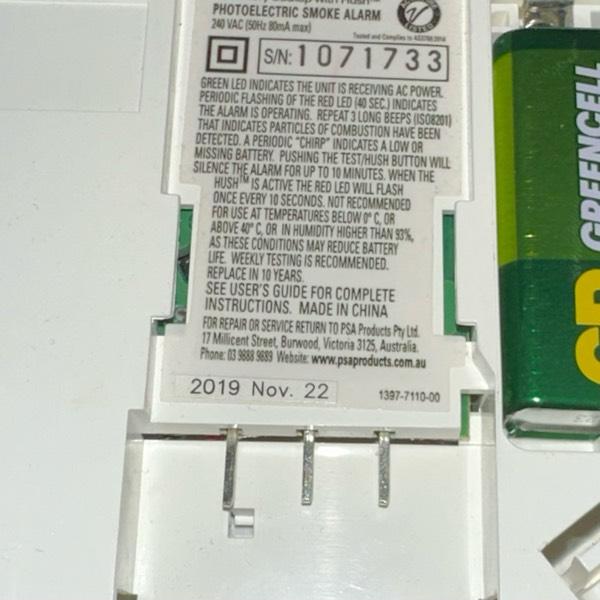 PHOTOELECTRIC SMOKE ALARM
240 VAC (50Hz 80mA max)
Tested and Complies to AS3786:2014
S/N: 1071733
GREEN LED INDICATES THE UNIT IS RECEIVING AC POWER.
PERIODIC FLASHING OF THE RED LED (40 SEC.) INDICATES
THE ALARM IS OPERATING. REPEAT 3 LONG BEEPS (ISO8201)
THAT INDICATES PARTICLES OF COMBUSTION HAVE BEEN
DETECTED. A PERIODIC "CHIRP" INDICATES A LOW OR
MISSING BATTERY. PUSHING THE TEST/HUSH BUTTON WILL
SILENCE THE ALARM FOR UP TO 10 MINUTES. WHEN THE
HUSH™ IS ACTIVE THE RED LED WILL FLASH
ONCE EVERY 10 SECONDS. NOT RECOMMENDED
FOR USE AT TEMPERATURES BELOW 0° C, OR
ABOVE 40° C, OR IN HUMIDITY HIGHER THAN 93%,
AS THESE CONDITIONS MAY REDUCE BATTERY
LIFE. WEEKLY TESTING IS RECOMMENDED.
REPLACE IN 10 YEARS.
SEE USER'S GUIDE FOR COMPLETE
INSTRUCTIONS. MADE IN CHINA
FOR REPAIR OR SERVICE RETURN TO PSA Products Pty Ltd.
17 Millicent Street, Burwood, Victoria 3125, Australia.
Phone: 03 9888 9889 Website: www.psaproducts.com.au
2019 Nov. 22
1397-7110-00
GREENCELL
GP